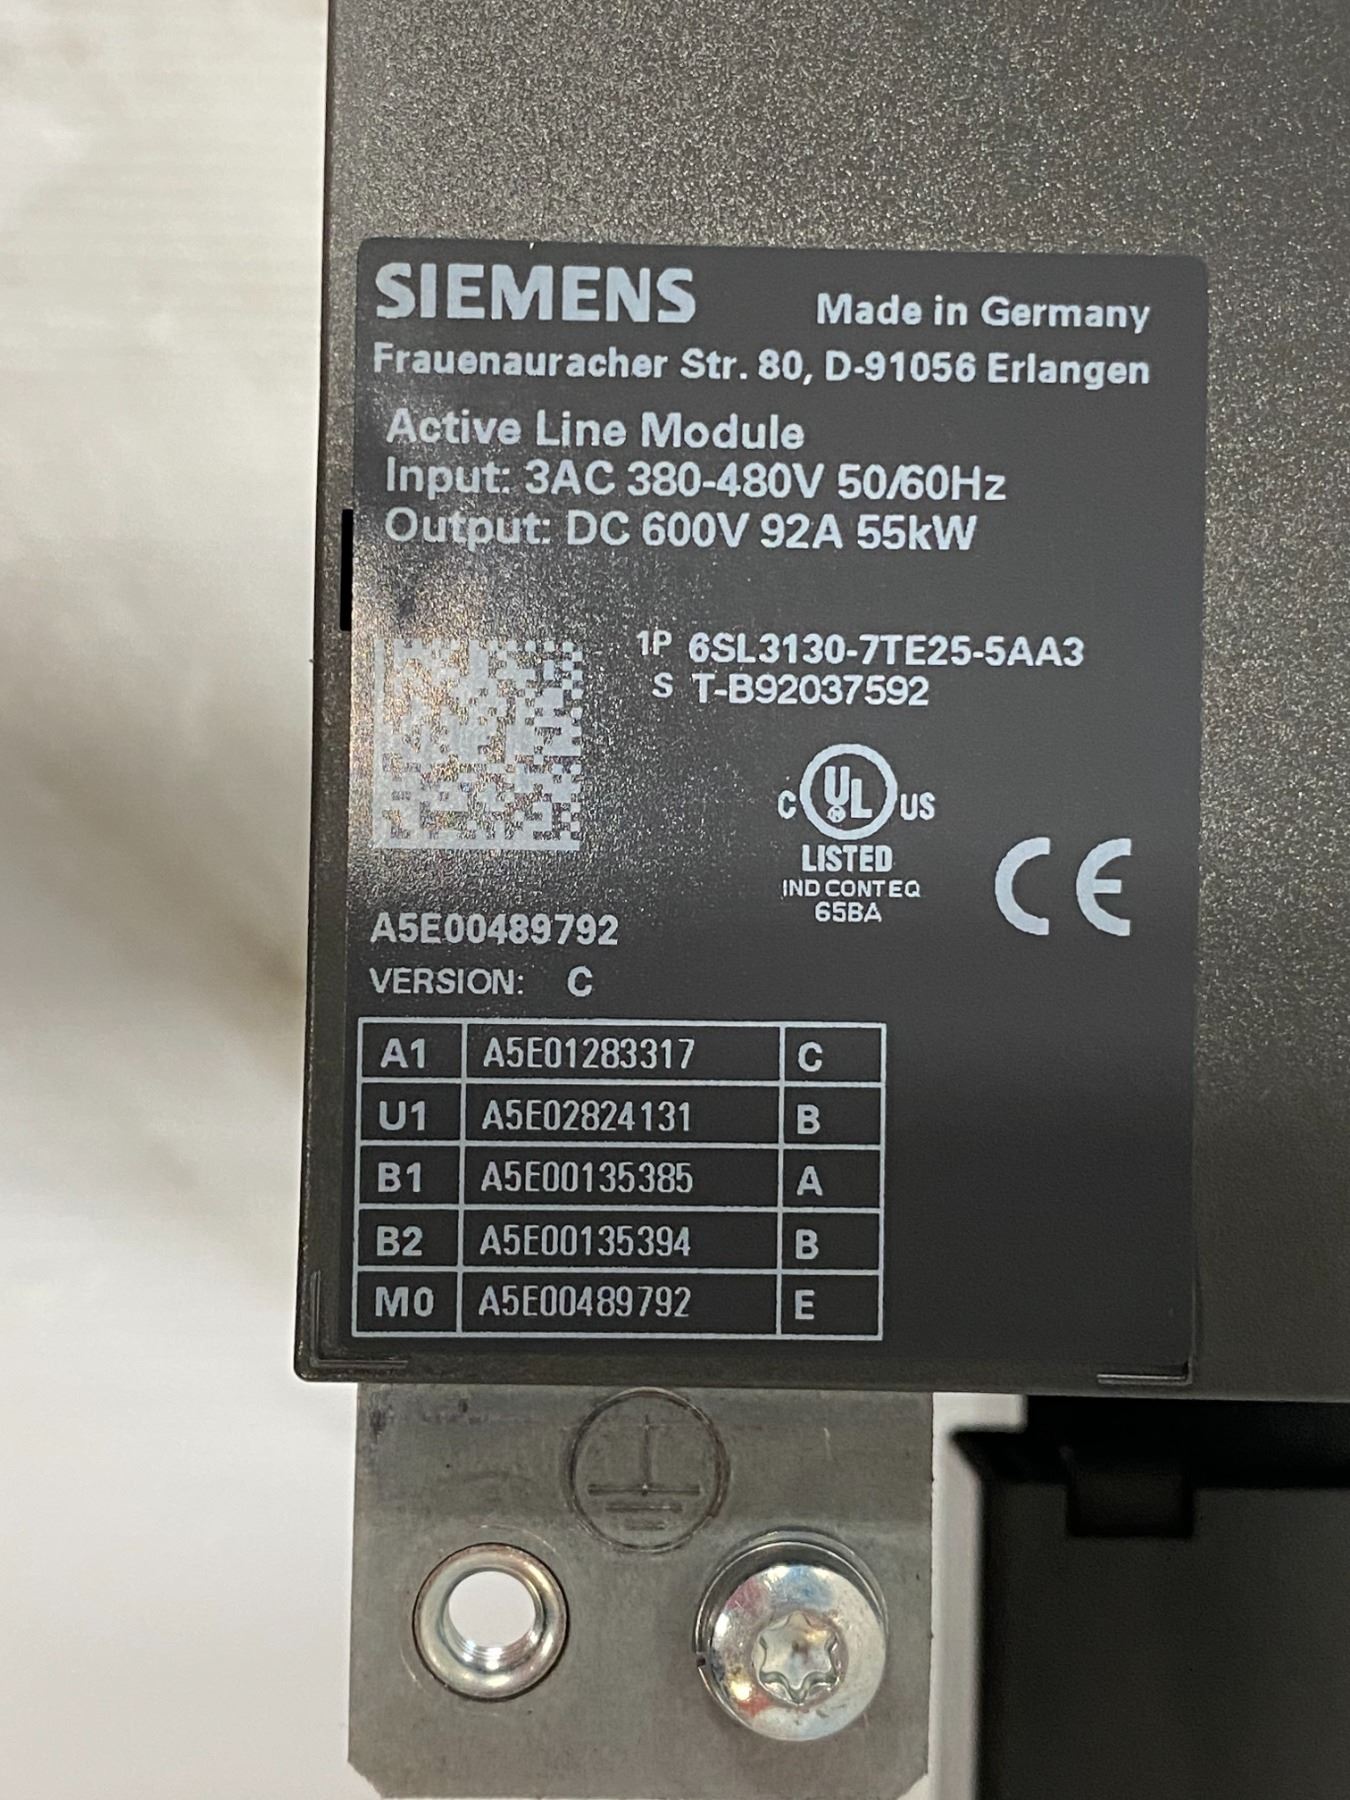 SIEMENS Made in Germany
Frauenauracher Str. 80, D-91056 Erlangen
Active Line Module
Input: 3AC 380-480V 50/60Hz
Output: DC 600V 92A 55kW
1P 6SL3130-7TE25-5AA3
S T-B92037592
C UL ® US
LISTED
IND CONT EQ
65BA
CE
A5E00489792
VERSION: C
A1 A5E01283317 C
U1 A5E02824131 B
B1 A5E00135385 A
B2 A5E00135394 B
M0 A5E00489792 E